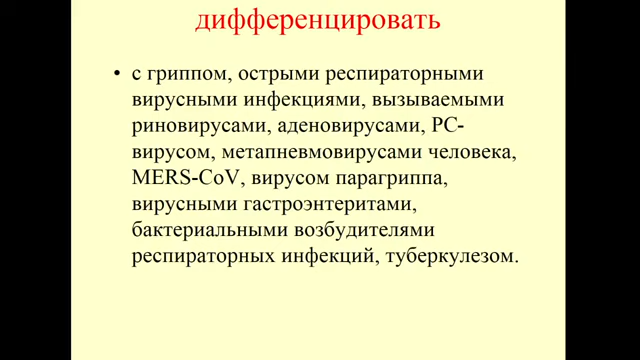 дифференцировать
• с гриппом, острыми респираторными
вирусными инфекциями, вызываемыми
риновирусами, аденовирусами, РС-
вирусом, метапневмовирусами человека,
MERS-CoV, вирусом парагриппа,
вирусными гастроэнтеритами,
бактериальными возбудителями
респираторных инфекций, туберкулезом.